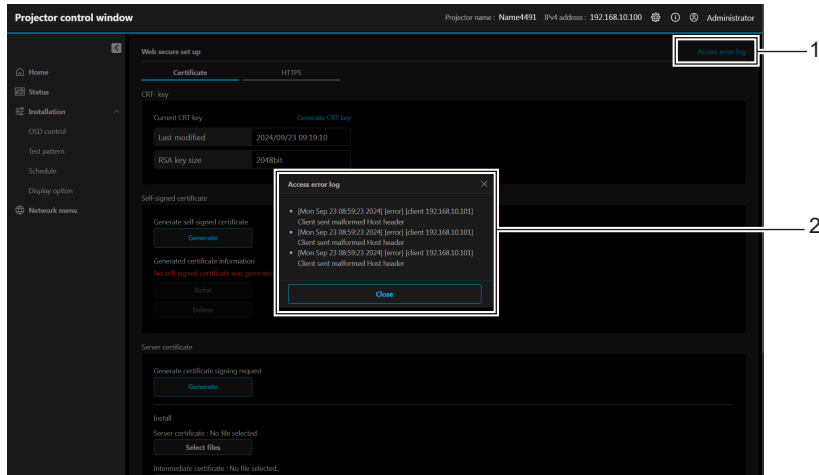 Projector control window
Projector name : Name4491 IPv4 address : 192.168.10.100 Administrator
Web secure set up
Access error log
1
Home
Status
Installation
OSD control
Test pattern
Schedule
Display option
Network menu
Certificate HTTPS
CRT- key
Current CRT key Generate CRT key
Last modified 2024/09/23 09:19:10
RSA key size 2048bit
Self-signed certificate
Generate self-signed certificate
Generate
Generated certificate information
No self-signed certificate was generate
Refer
Delete
Access error log
[Mon Sep 23 08:59:23 2024] [error] [client 192.168.10.101]
Client sent malformed Host header
[Mon Sep 23 08:59:23 2024] [error] [client 192.168.10.101]
Client sent malformed Host header
[Mon Sep 23 08:59:23 2024] [error] [client 192.168.10.101]
Client sent malformed Host header
Close
2
Server certificate
Generate certificate signing request
Generate
Install
Server certificate : No file selected.
Select files
Intermediate certificate : No file selected.